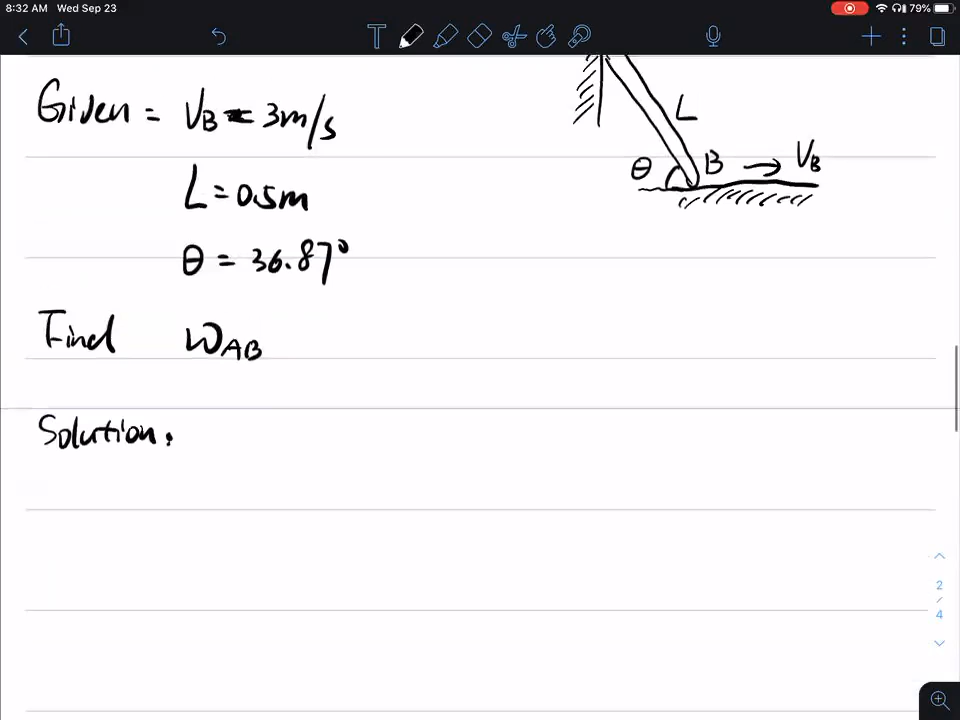 8:32 AM Wed Sep 23
79%
T
Given = VB = 3m/s
L
θ B → VB
L = 0.5m
θ = 36.87°
Find ωAB
Solution:
2
4